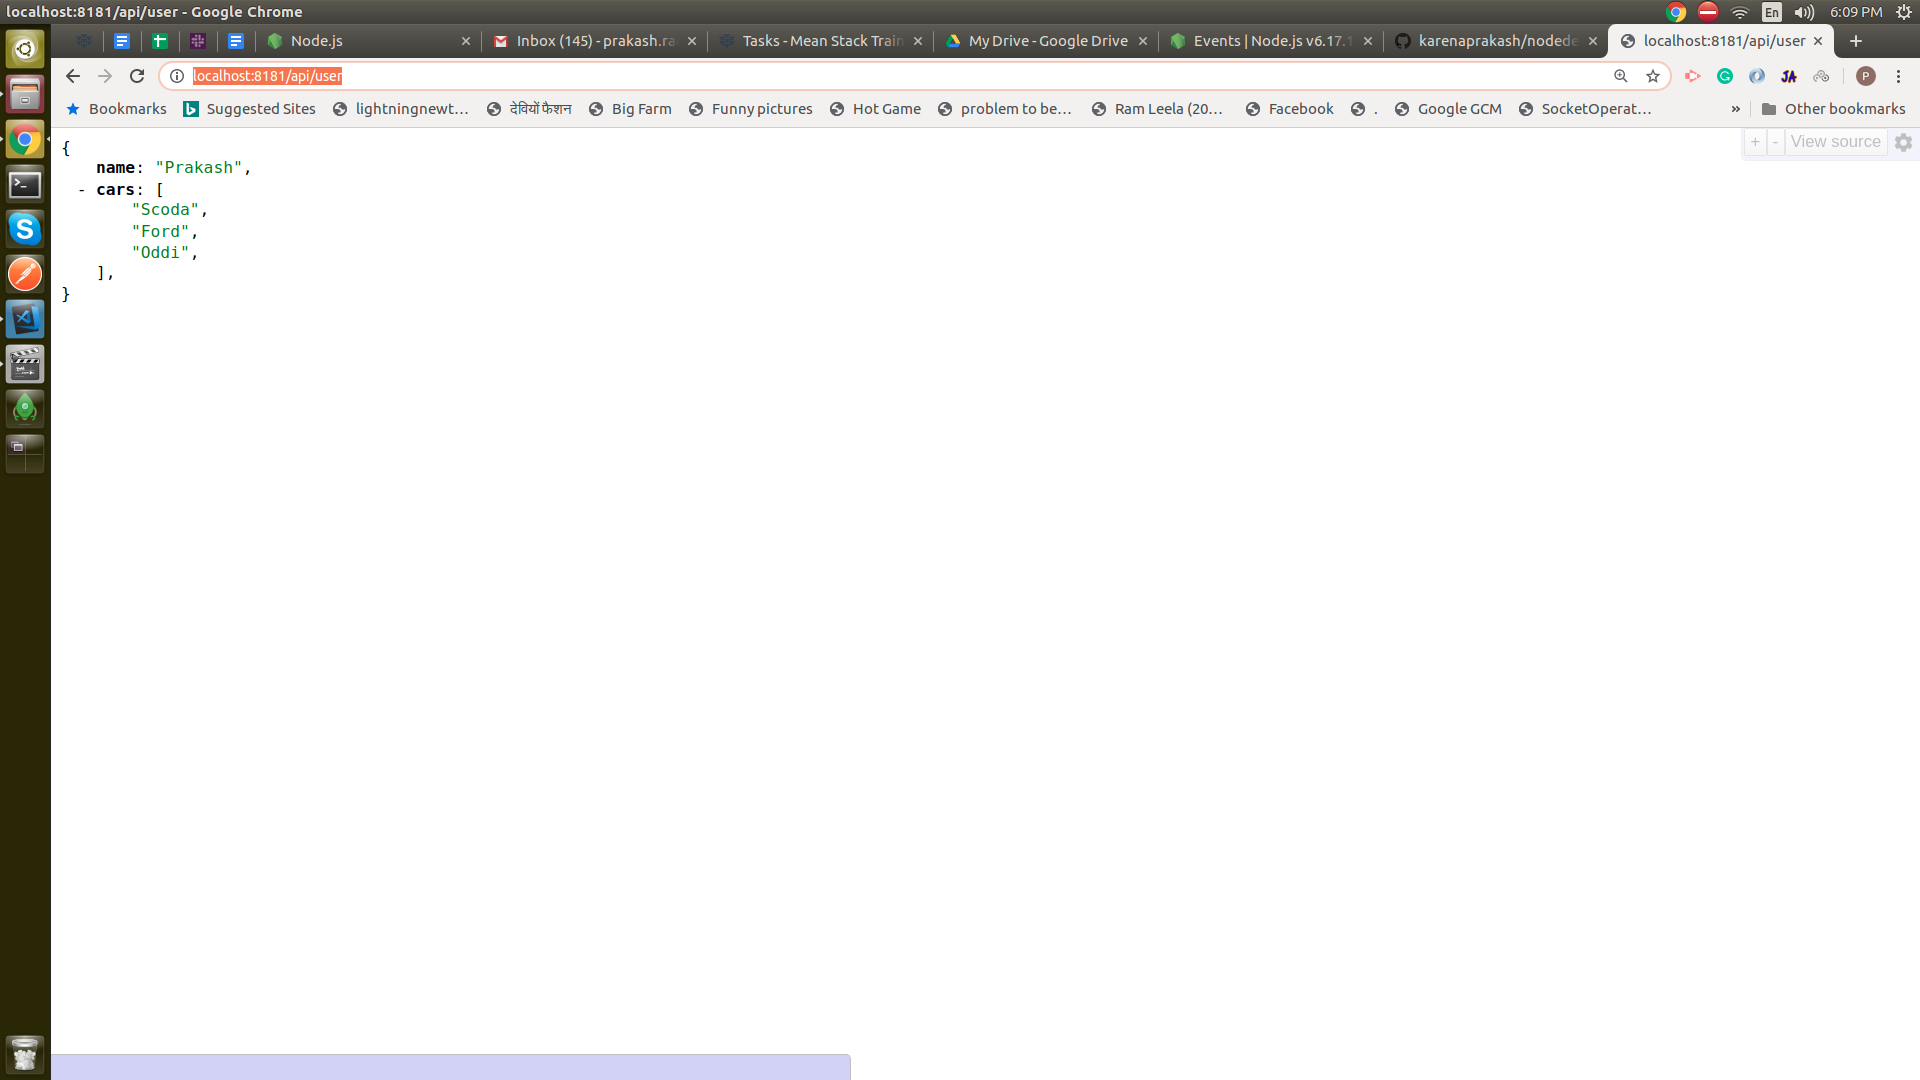 localhost:8181/api/user - Google Chrome
En
6:09 PM
Node.js
Inbox (145) - prakash.ra
Tasks - Mean Stack Train
My Drive - Google Drive
Events | Node.js v6.17.1
karenaprakash/nodede
localhost:8181/api/user
localhost:8181/api/user
JA
P
Bookmarks
Suggested Sites
lightningnewt...
देवियों फैशन
Big Farm
Funny pictures
Hot Game
problem to be...
Ram Leela (20...
Facebook
.
Google GCM
SocketOperat...
»
Other bookmarks
+ - View source
{
name: "Prakash",
- cars: [
"Scoda",
"Ford",
"Oddi",
],
}